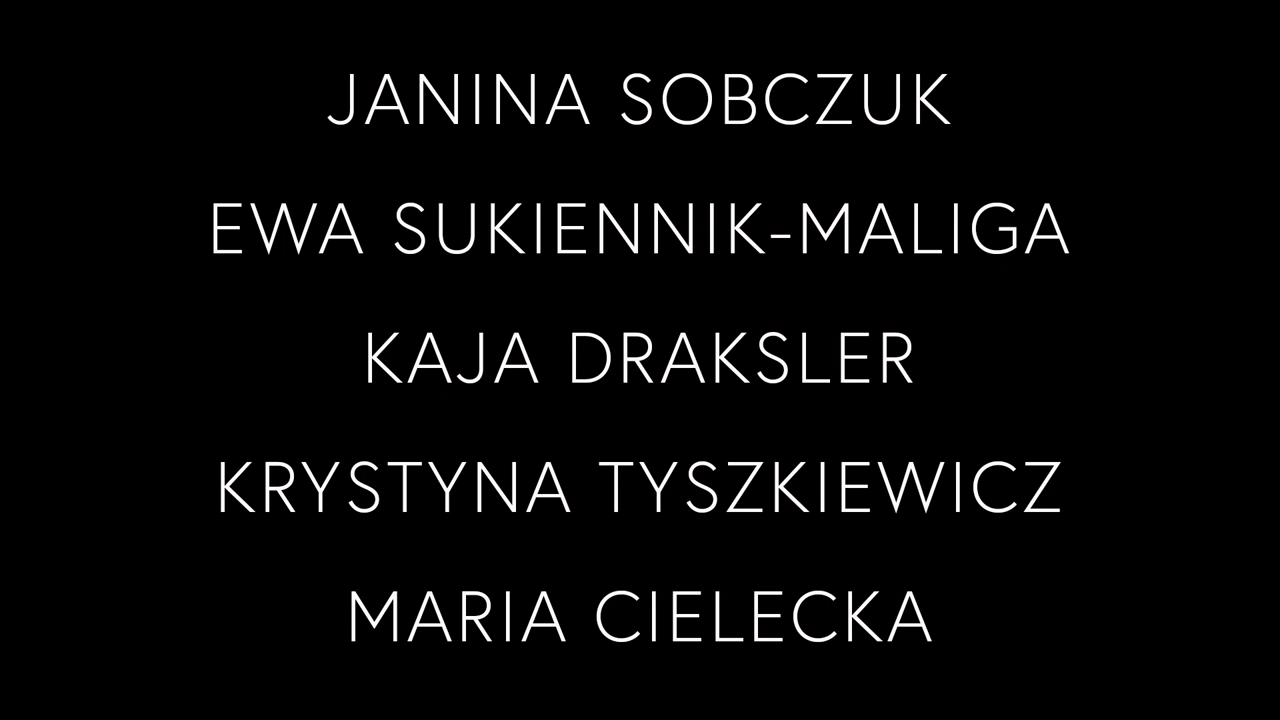 JANINA SOBCZUK
EWA SUKIENNIK-MALIGA
KAJA DRAKSLER
KRYSTYNA TYSZKIEWICZ
MARIA CIELECKA